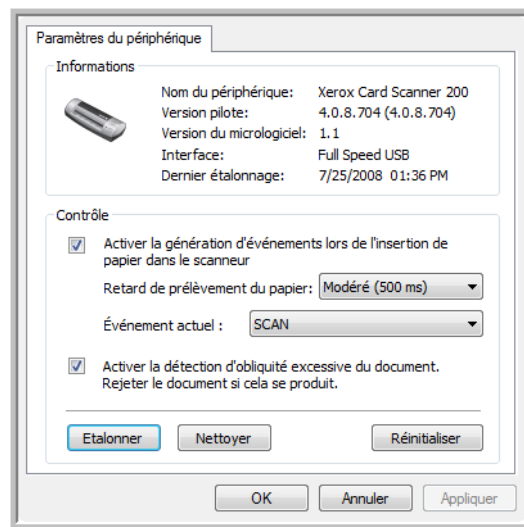 Paramètres du périphérique
Informations
Nom du périphérique: Xerox Card Scanner 200
Version pilote: 4.0.8.704 (4.0.8.704)
Version du micrologiciel: 1.1
Interface: Full Speed USB
Dernier étalonnage: 7/25/2008 01:36 PM
Contrôle
Activer la génération d'événements lors de l'insertion de
papier dans le scanneur
Retard de prélèvement du papier: Modéré (500 ms)
Événement actuel : SCAN
Activer la détection d'obliquité excessive du document.
Rejeter le document si cela se produit.
Etalonner Nettoyer Réinitialiser
OK Annuler Appliquer